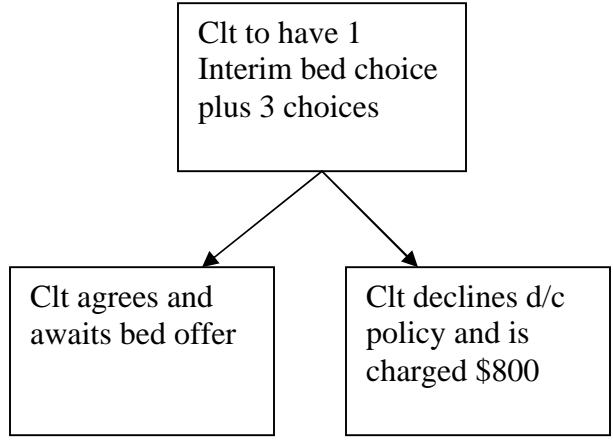 Clt to have 1
Interim bed choice
plus 3 choices
Clt agrees and
awaits bed offer
Clt declines d/c
policy and is
charged $800